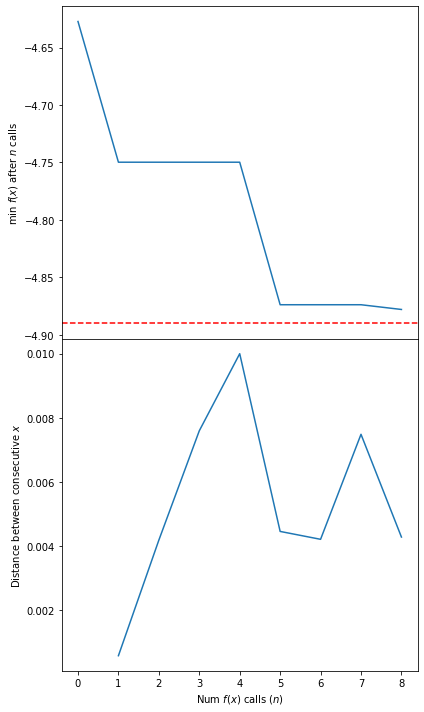 −4.65
−4.70
−4.75
−4.80
−4.85
−4.90
min f(x) after n calls
0.010
0.008
0.006
0.004
0.002
Distance between consecutive x
0 1 2 3 4 5 6 7 8
Num f(x) calls (n)